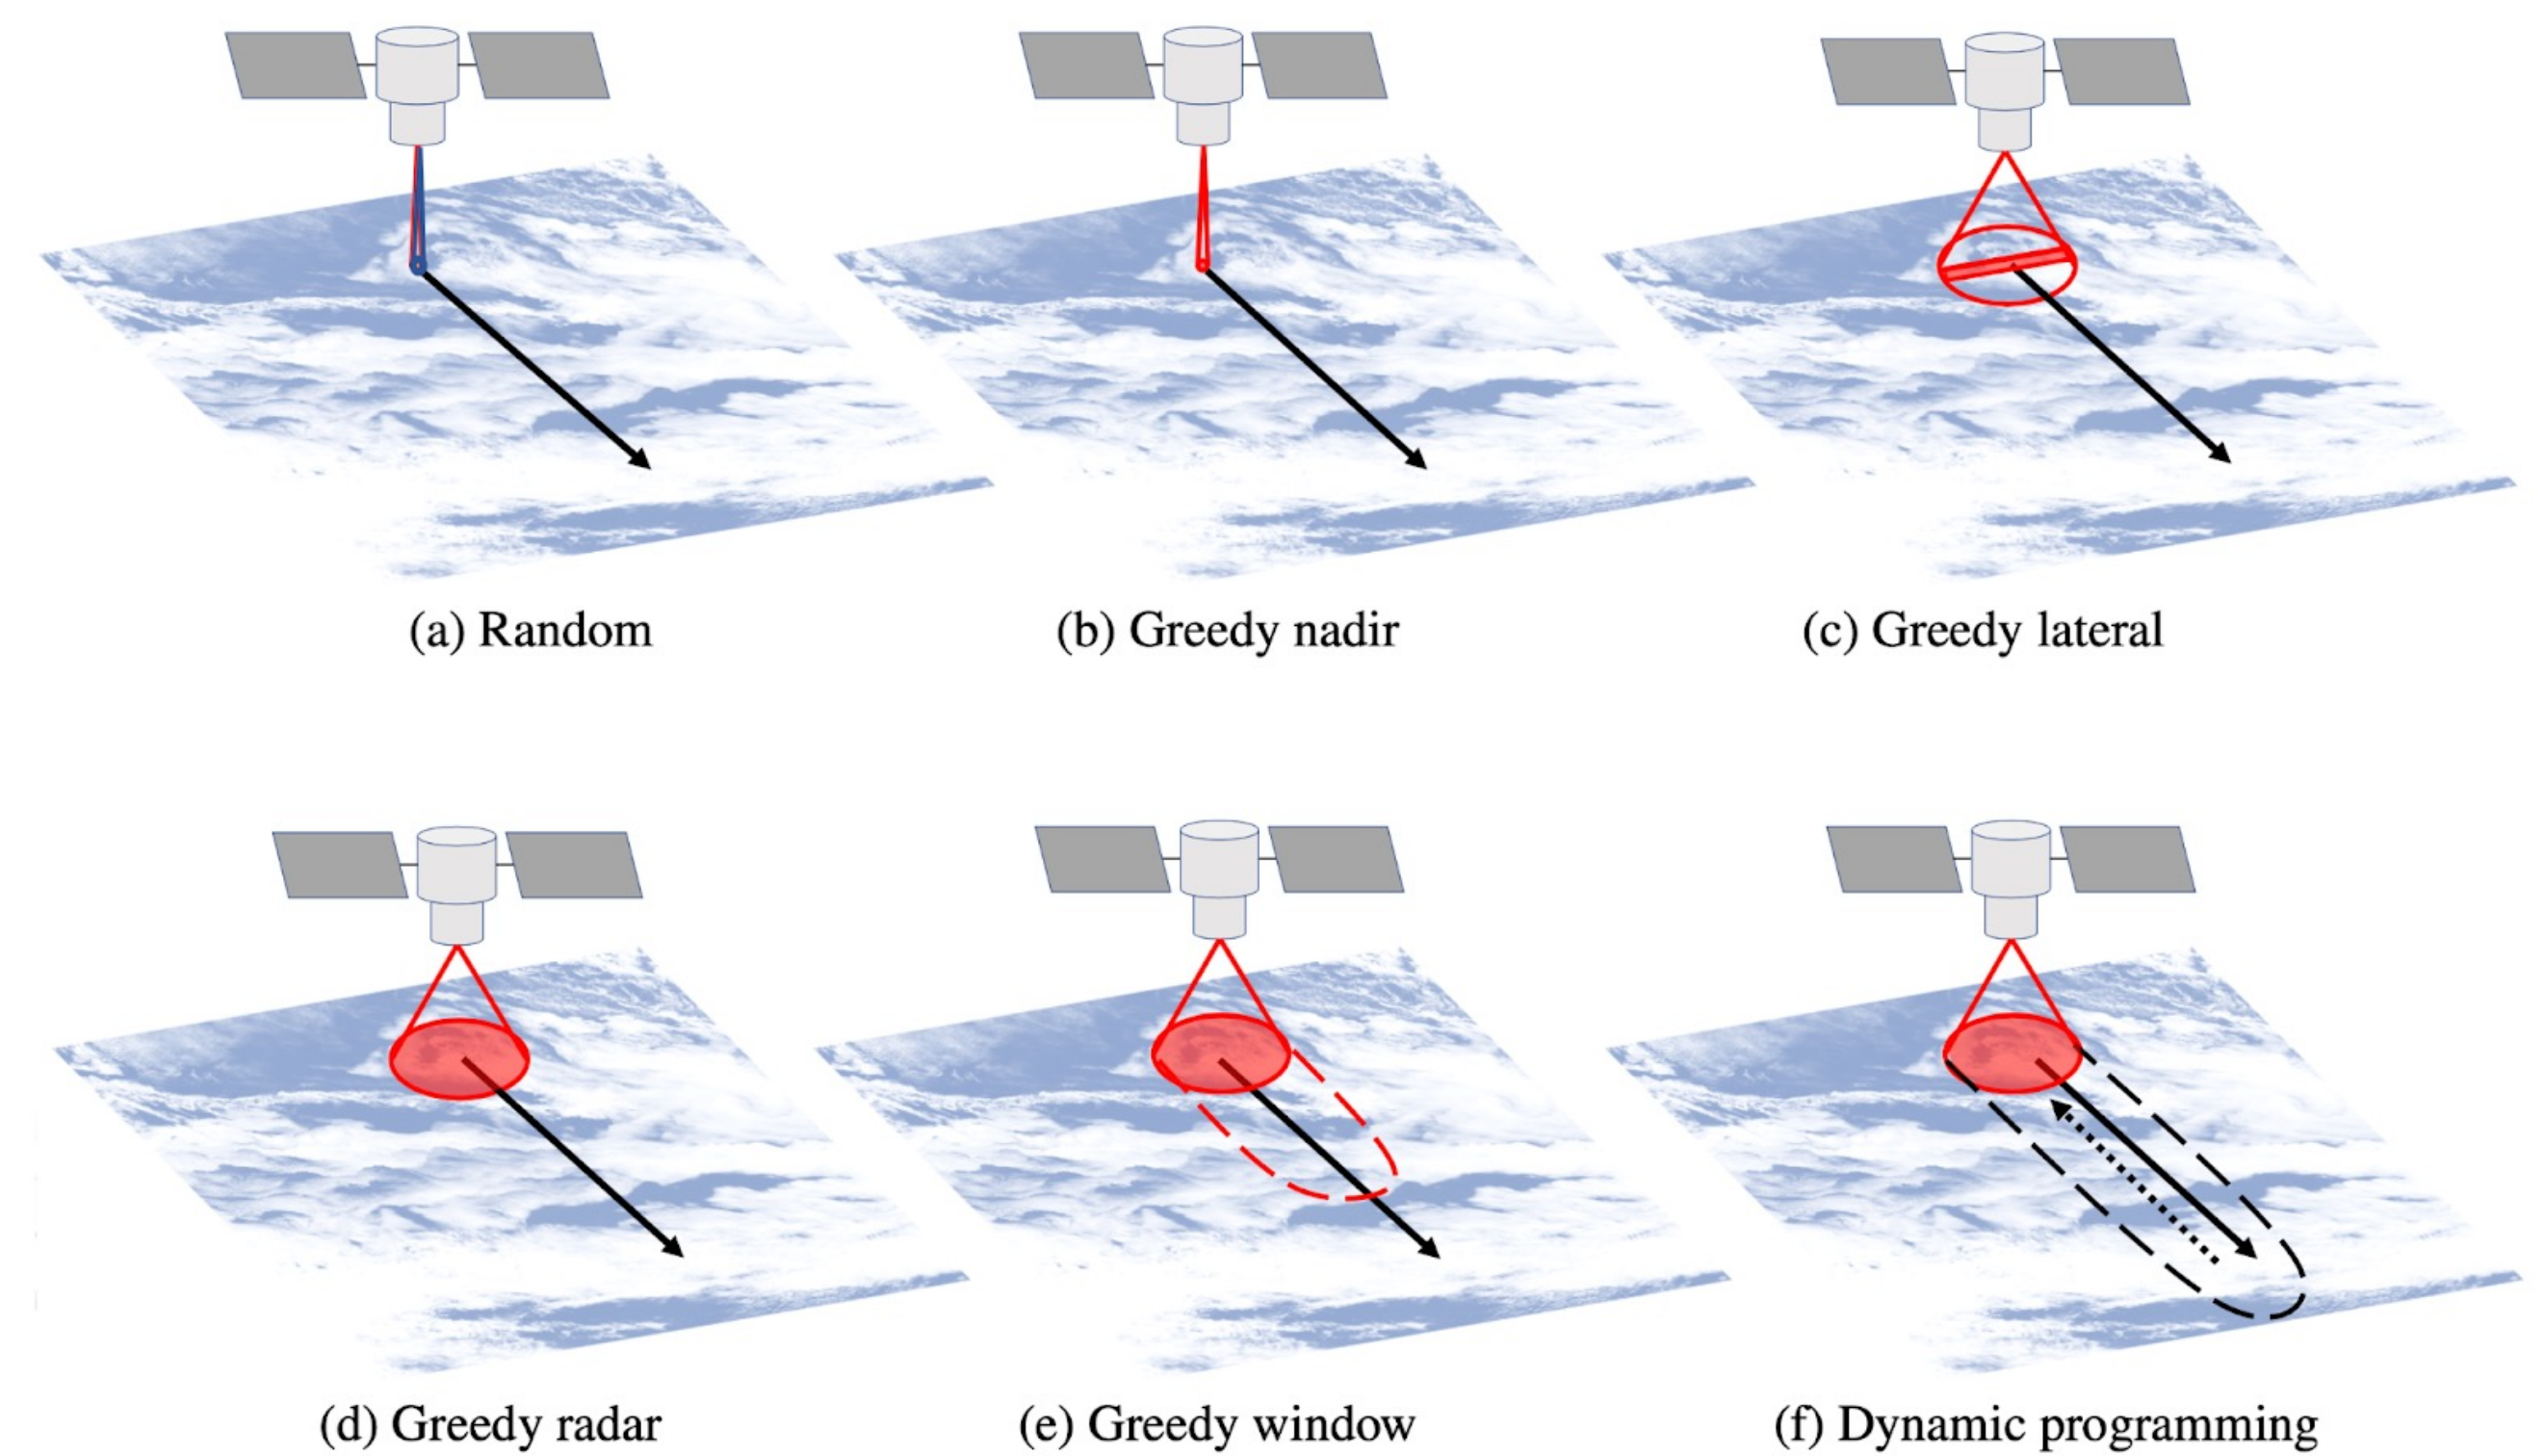 (a) Random
(b) Greedy nadir
(c) Greedy lateral
(d) Greedy radar
(e) Greedy window
(f) Dynamic programming